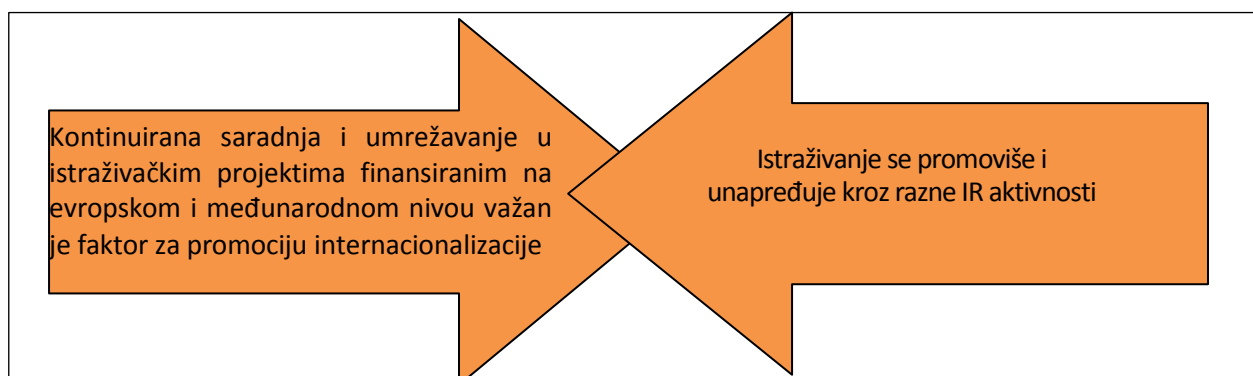 Kontinuirana saradnja i umrežavanje u
istraživačkim projektima finansiranim na
evropskom i međunarodnom nivou važan
je faktor za promociju internacionalizacije
Istraživanje se promoviše i
unapređuje kroz razne IR aktivnosti